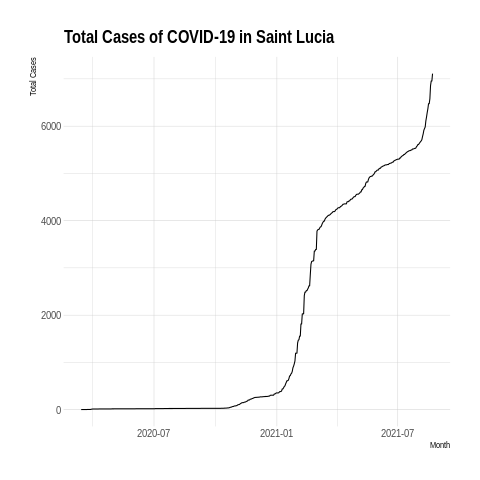 Total Cases of COVID-19 in Saint Lucia
Total Cases
6000
4000
2000
0
2020-07 2021-01 2021-07
Month